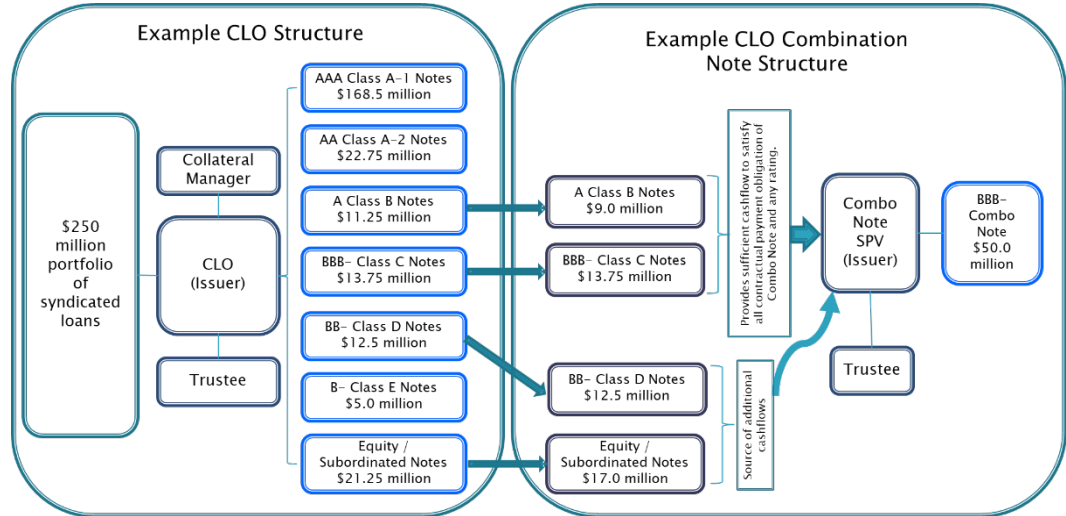 Example CLO Structure
$250
million
portfolio
of
syndicated
loans
Collateral
Manager
CLO
(Issuer)
Trustee
AAA Class A-1 Notes
$168.5 million
AA Class A-2 Notes
$22.75 million
A Class B Notes
$11.25 million
BBB- Class C Notes
$13.75 million
BB- Class D Notes
$12.5 million
B- Class E Notes
$5.0 million
Equity /
Subordinated Notes
$21.25 million
Example CLO Combination
Note Structure
A Class B Notes
$9.0 million
BBB- Class C Notes
$13.75 million
BB- Class D Notes
$12.5 million
Equity /
Subordinated Notes
$17.0 million
Provides sufficient cashflow to satisfy
all contractual payment obligation of
Combo Note and any rating.
Source of additional
cashflows
Combo
Note
SPV
(Issuer)
Trustee
BBB-
Combo
Note
$50.0
million